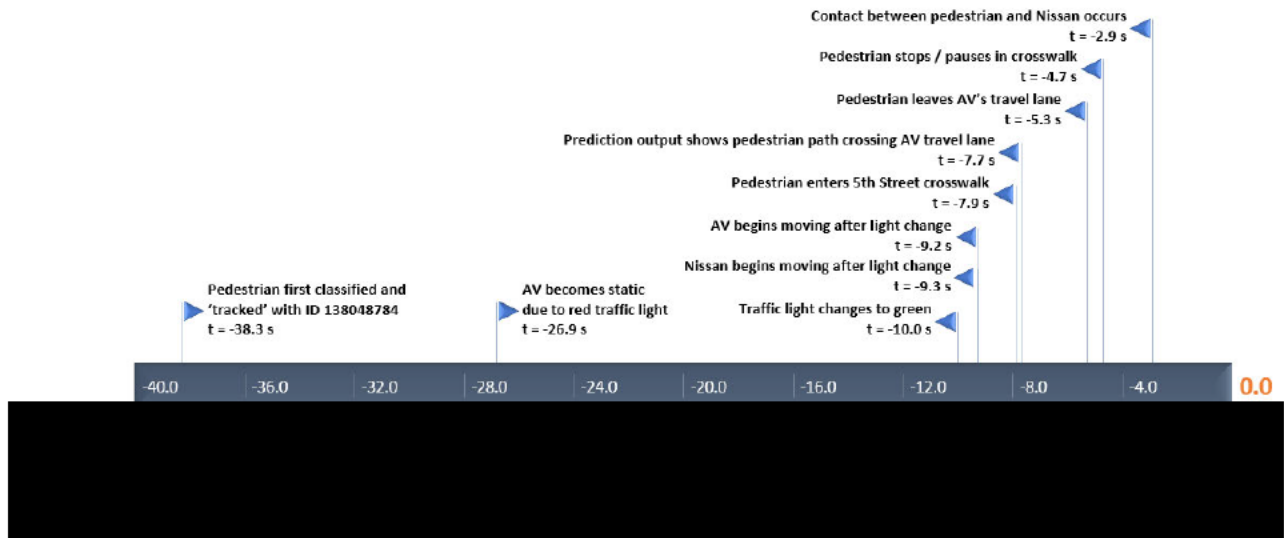 Contact between pedestrian and Nissan occurs
t = -2.9 s
Pedestrian stops / pauses in crosswalk
t = -4.7 s
Pedestrian leaves AV's travel lane
t = -5.3 s
Prediction output shows pedestrian path crossing AV travel lane
t = -7.7 s
Pedestrian enters 5th Street crosswalk
t = -7.9 s
AV begins moving after light change
t = -9.2 s
Nissan begins moving after light change
t = -9.3 s
Traffic light changes to green
t = -10.0 s
Pedestrian first classified and
'tracked' with ID 138048784
t = -38.3 s
AV becomes static
due to red traffic light
t = -26.9 s
-40.0 -36.0 -32.0 -28.0 -24.0 -20.0 -16.0 -12.0 -8.0 -4.0 0.0